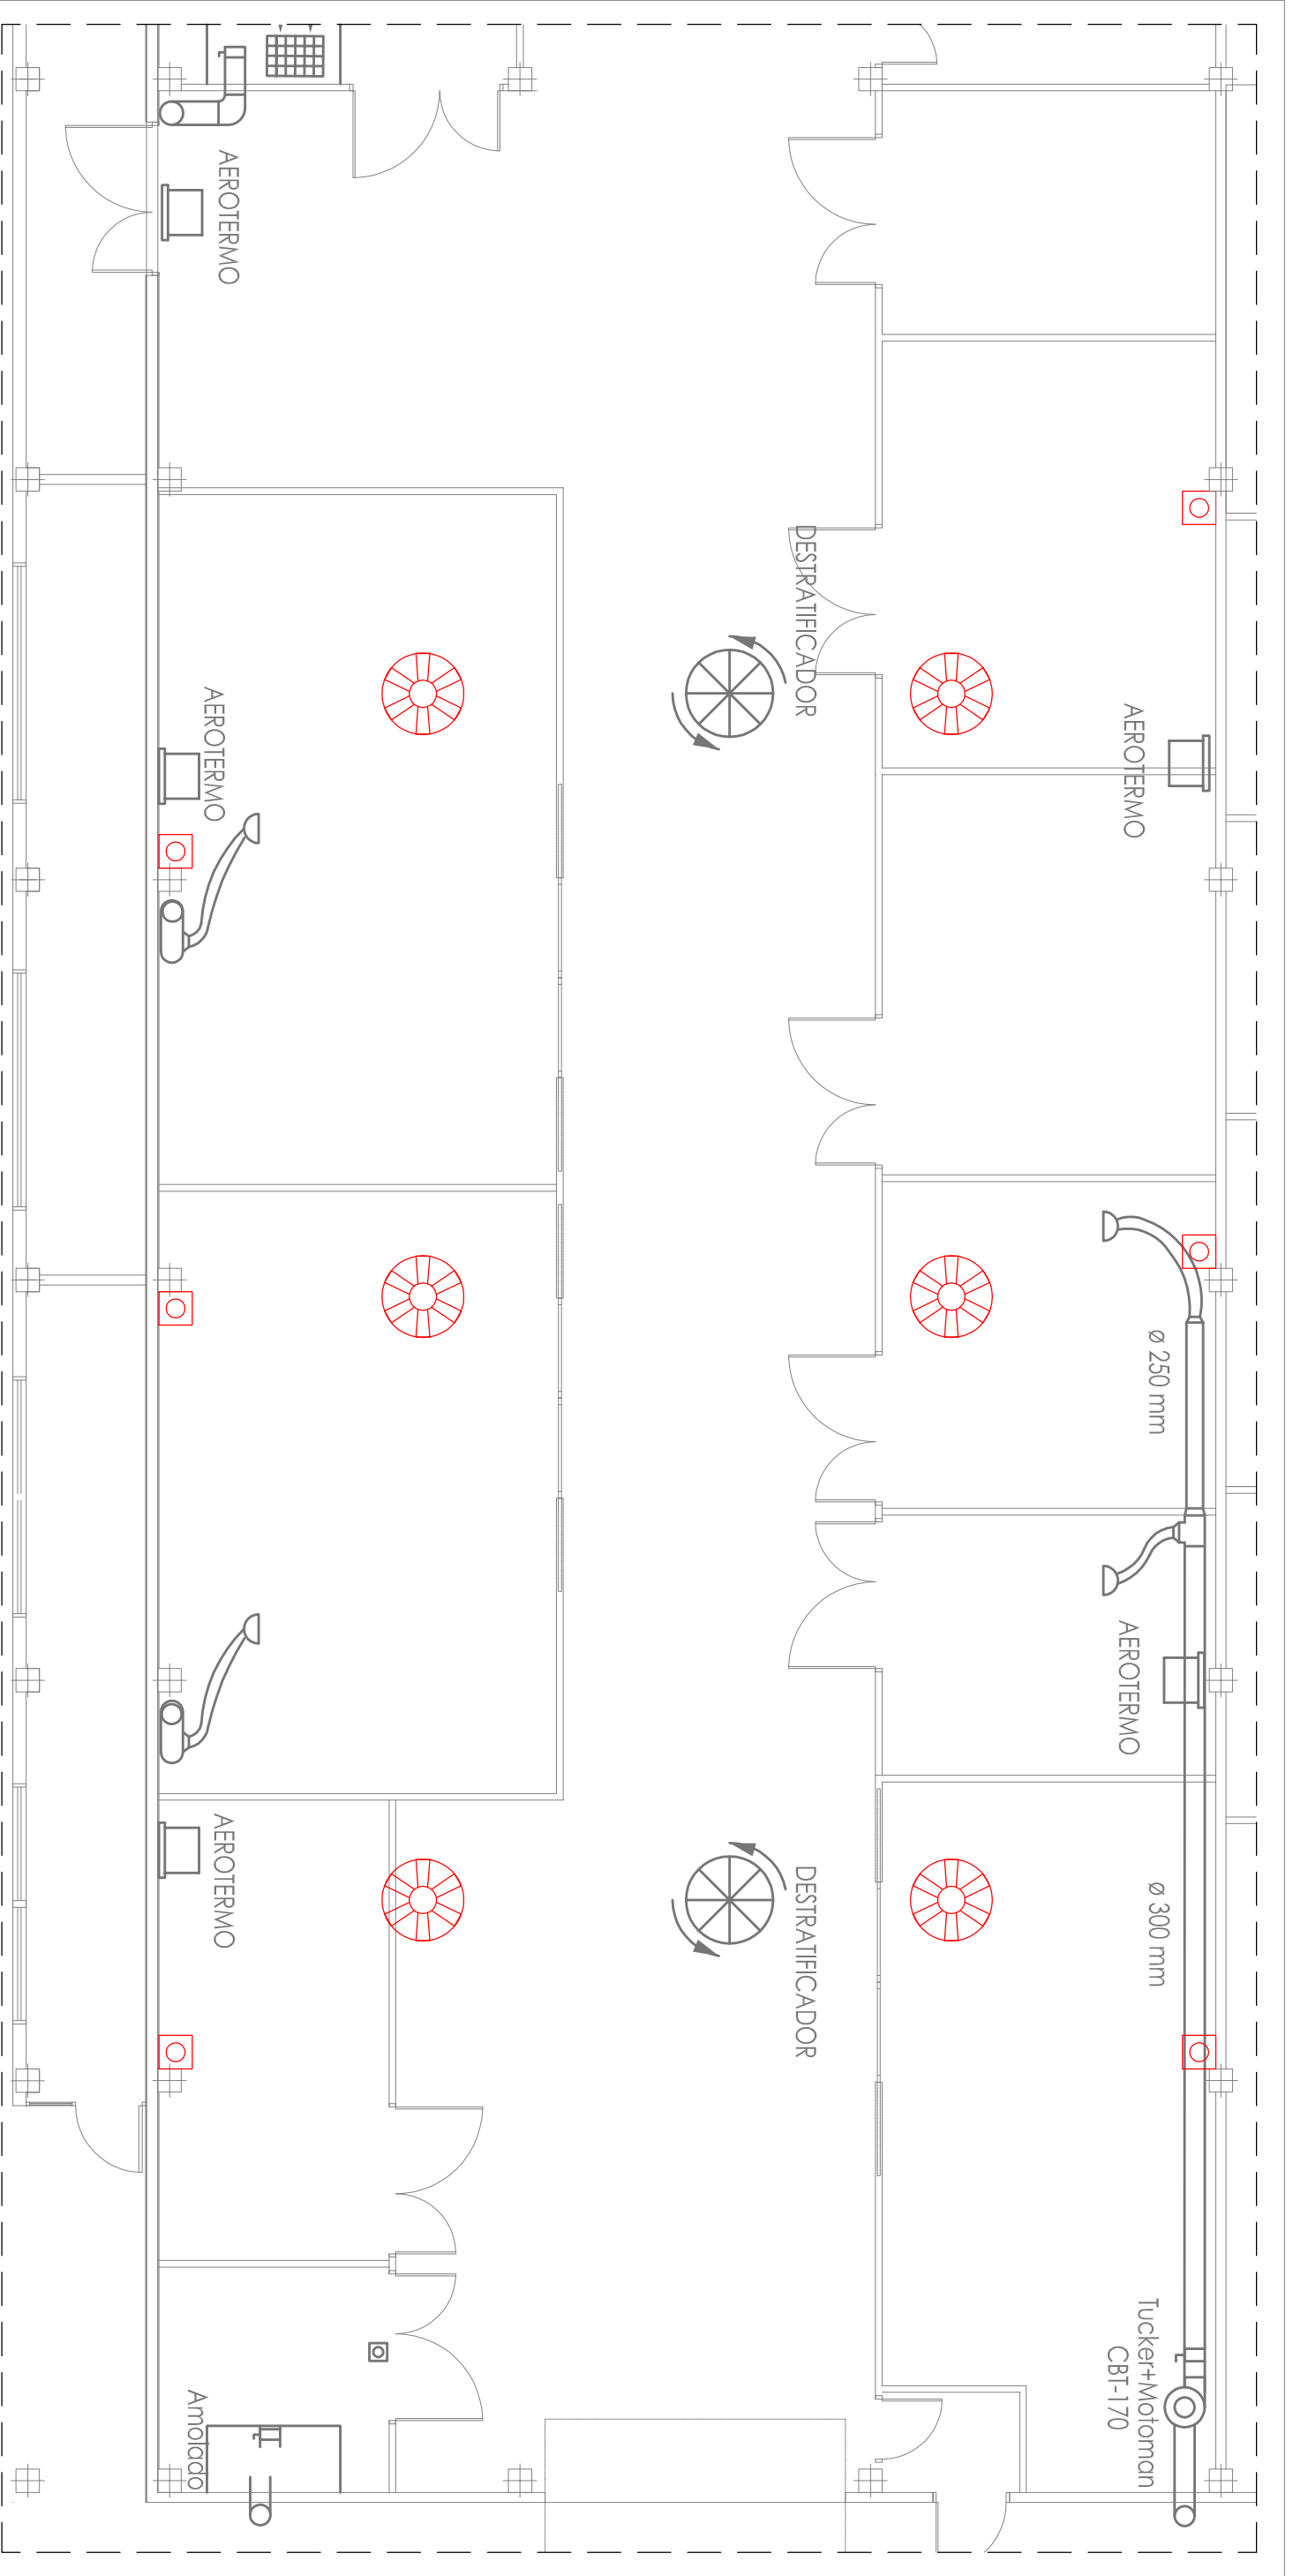 AEROTERMO
ø 250 mm
AEROTERMO
ø 300 mm
Tucker+Motoman
CBT-170
DESTRATIFICADOR
DESTRATIFICADOR
AEROTERMO
AEROTERMO
AEROTERMO
Amolado